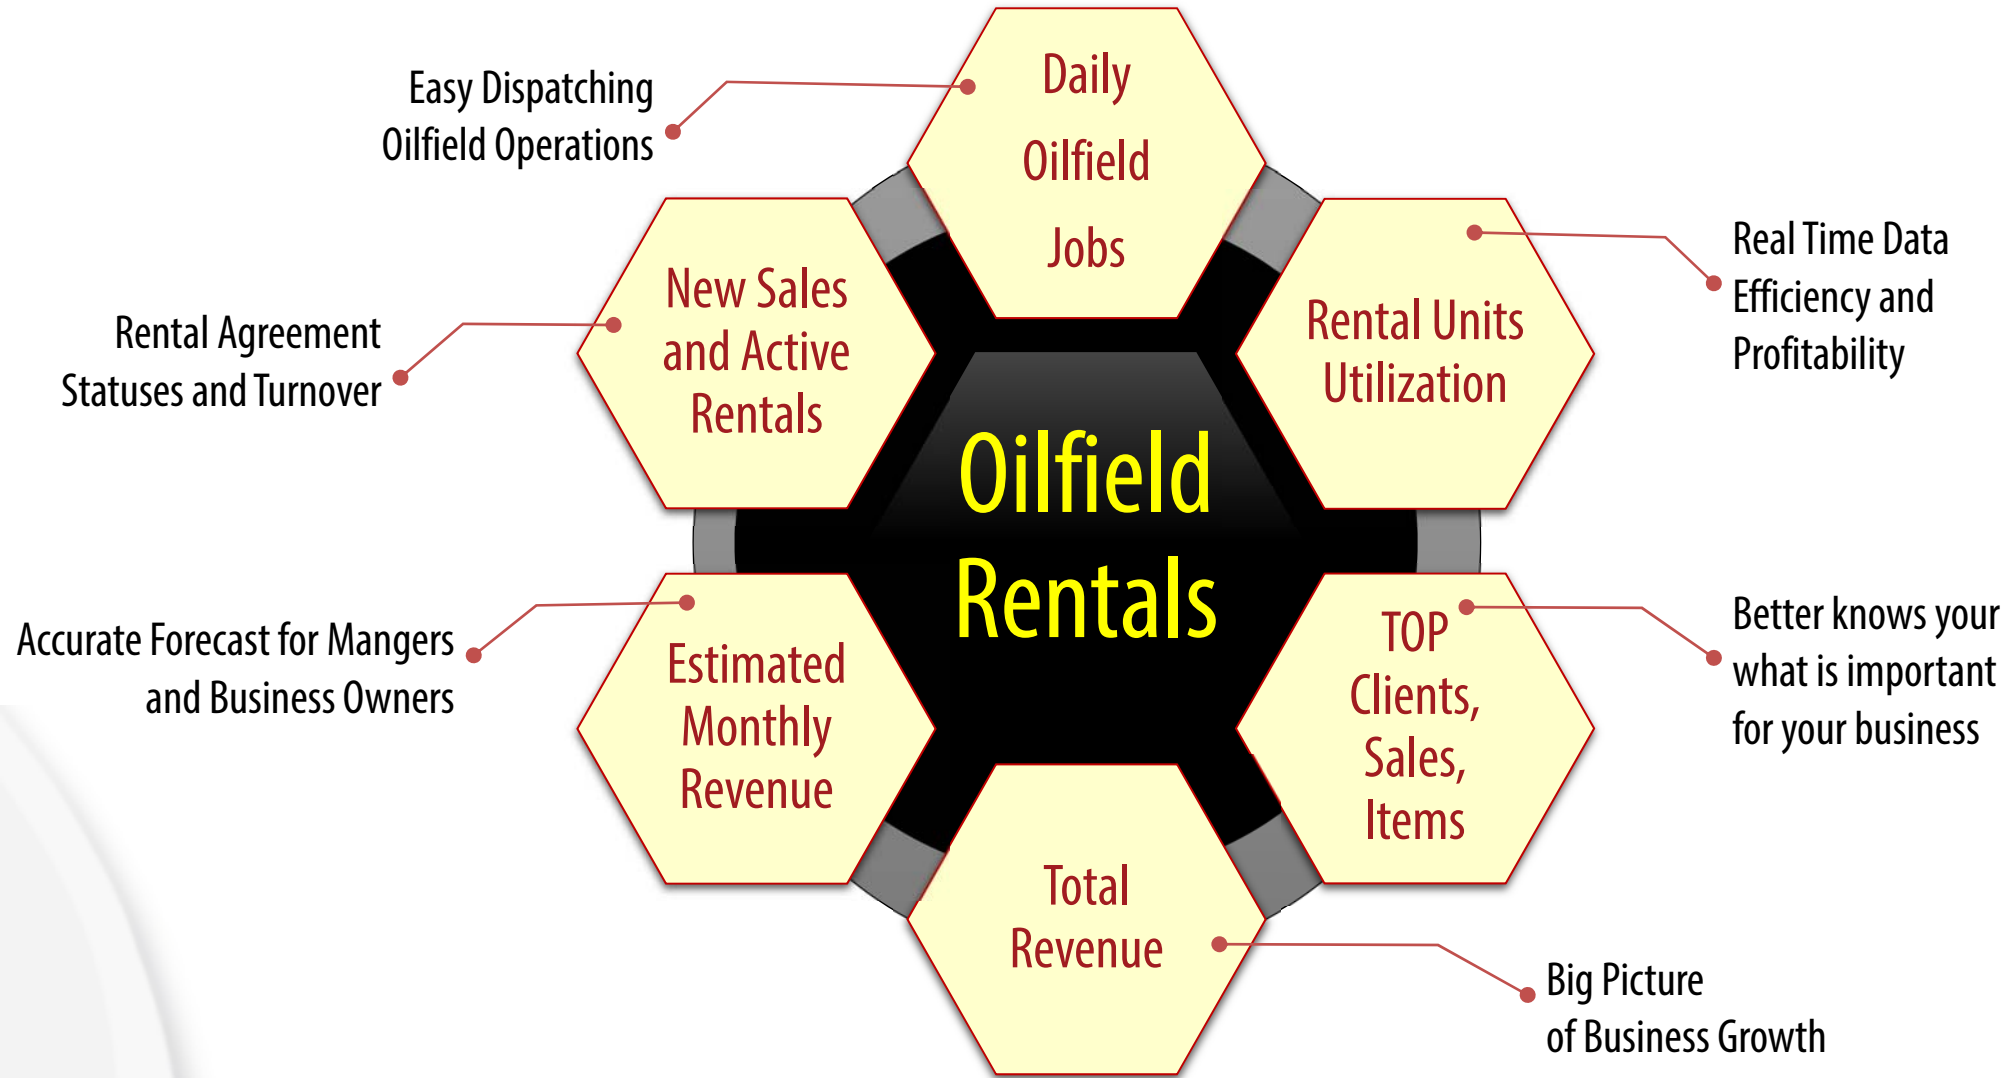 Easy Dispatching
Oilfield Operations
Daily
Oilfield
Jobs
Rental Agreement
Statuses and Turnover
New Sales
and Active
Rentals
Rental Units
Utilization
Real Time Data
Efficiency and
Profitability
Oilfield
Rentals
Accurate Forecast for Mangers
and Business Owners
Estimated
Monthly
Revenue
TOP
Clients,
Sales,
Items
Better knows your
what is important
for your business
Total
Revenue
Big Picture
of Business Growth